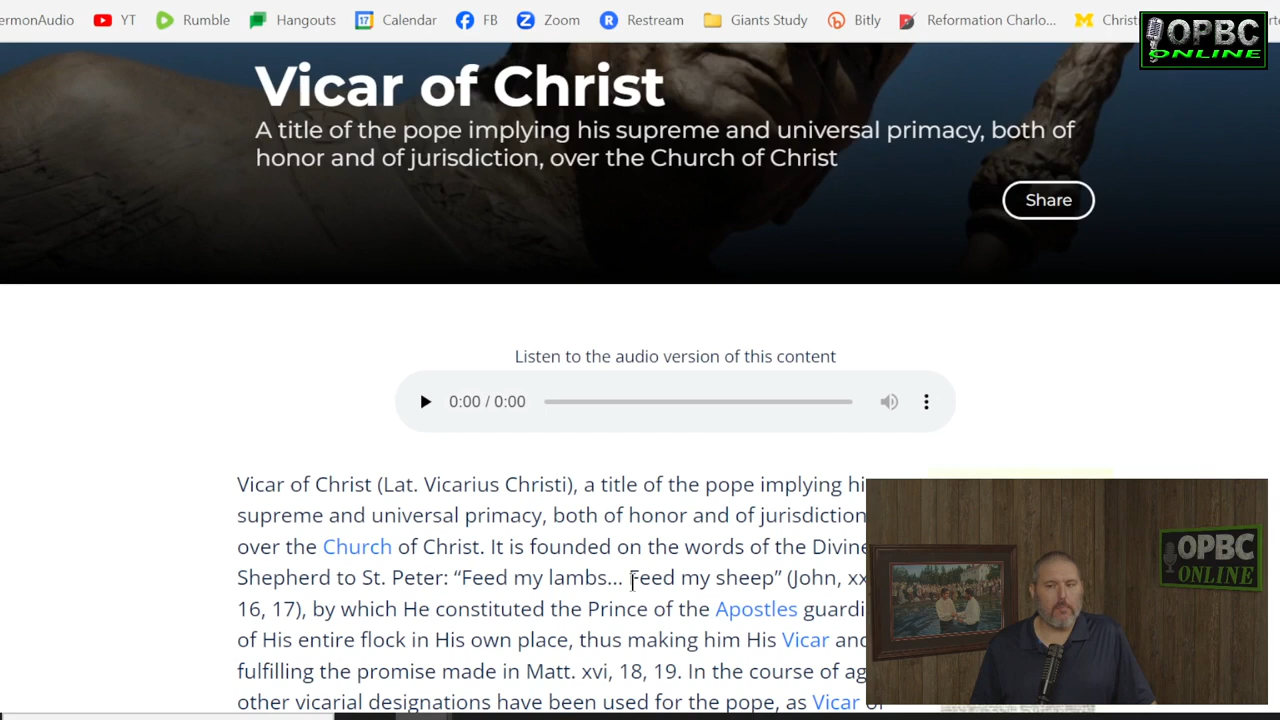 ermonAudio YT Rumble Hangouts Calendar FB Zoom Restream Giants Study Bitly Reformation Charlo... Christ
OPBC
ONLINE
Vicar of Christ
A title of the pope implying his supreme and universal primacy, both of
honor and of jurisdiction, over the Church of Christ
Share
Listen to the audio version of this content
0:00 / 0:00
Vicar of Christ (Lat. Vicarius Christi), a title of the pope implying hi
supreme and universal primacy, both of honor and of jurisdiction
over the Church of Christ. It is founded on the words of the Divine
Shepherd to St. Peter: “Feed my lambs... Feed my sheep” (John, xx
16, 17), by which He constituted the Prince of the Apostles guardi
of His entire flock in His own place, thus making him His Vicar and
fulfilling the promise made in Matt. xvi, 18, 19. In the course of ag
other vicarial designations have been used for the pope, as Vicar of
OPBC
ONLINE